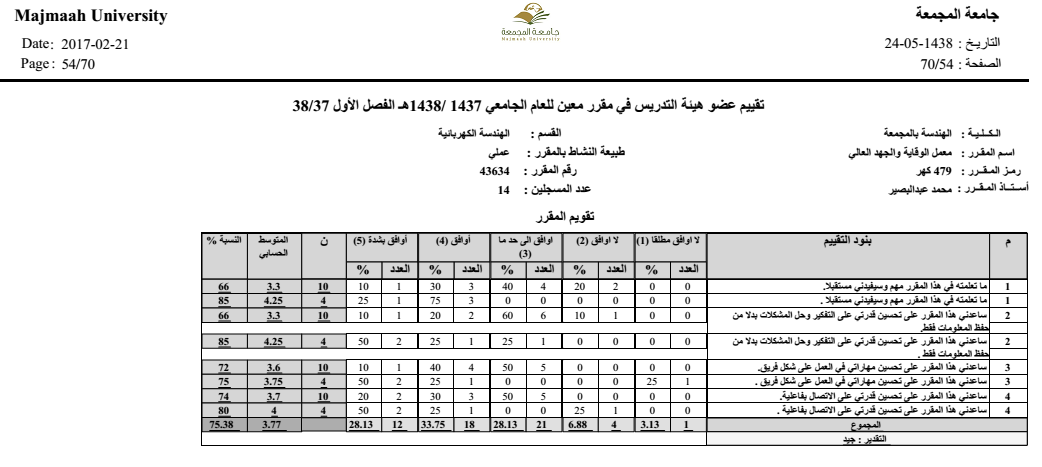 Majmaah University
جامعة المجمعة
جامعة المجمعة
Majmaah University
Date: 2017-02-21
التاريخ : 24-05-1438
Page : 54/70
الصفحة : 70/54
تقييم عضو هيئة التدريس في مقرر معين للعام الجامعي 1437 /1438هـ الفصل الأول 38/37
الكلية : الهندسة بالمجمعة القسم : الهندسة الكهربائية
اسم المقرر : معمل الوقاية والجهد العالي طبيعة النشاط بالمقرر : عملي
رمز المقرر : 479 كهر رقم المقرر : 43634
أستاذ المقرر : محمد عبدالبصير عدد المسجلين : 14
تقويم المقرر
م بنود التقييم لا اوافق مطلقا (1) لا اوافق (2) اوافق الى حد ما (3) أوافق (4) أوافق بشدة (5) ن المتوسط الحسابي النسبة %
العدد % العدد % العدد % العدد % العدد %
1 ما تعلمته في هذا المقرر مهم وسيفيدني مستقبلا. 0 0 2 20 4 40 3 30 1 10 10 3.3 66
1 ما تعلمته في هذا المقرر مهم وسيفيدني مستقبلا . 0 0 0 0 0 0 3 75 1 25 4 4.25 85
2 ساعدني هذا المقرر على تحسين قدرتي على التفكير وحل المشكلات بدلا من حفظ المعلومات فقط. 0 0 1 10 6 60 2 20 1 10 10 3.3 66
2 ساعدني هذا المقرر على تحسين قدرتي على التفكير وحل المشكلات بدلا من حفظ المعلومات فقط . 0 0 0 0 1 25 1 25 2 50 4 4.25 85
3 ساعدني هذا المقرر على تحسين مهاراتي في العمل على شكل فريق. 0 0 0 0 5 50 4 40 1 10 10 3.6 72
3 ساعدني هذا المقرر على تحسين مهاراتي في العمل على شكل فريق . 1 25 0 0 0 0 1 25 2 50 4 3.75 75
4 ساعدني هذا المقرر على تحسين قدرتي على الاتصال بفاعلية. 0 0 0 0 5 50 3 30 2 20 10 3.7 74
4 ساعدني هذا المقرر على تحسين قدرتي على الاتصال بفاعلية . 0 0 1 25 0 0 1 25 2 50 4 4 80
المجموع 1 3.13 4 6.88 21 28.13 18 33.75 12 28.13 3.77 75.38
التقدير : جيد